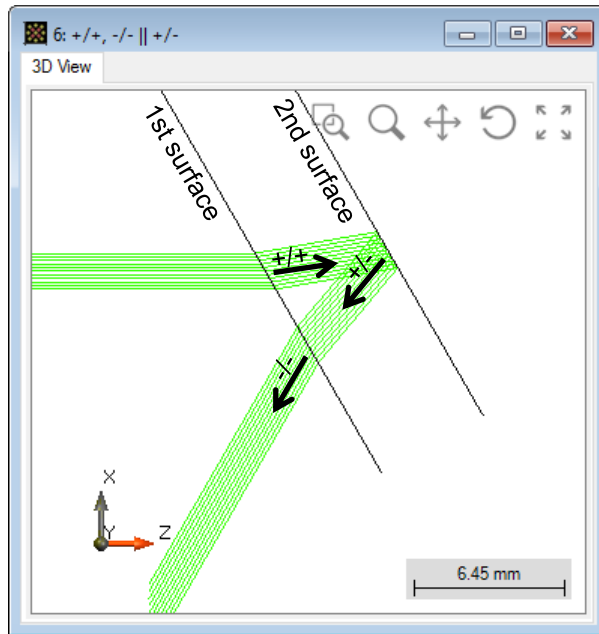 6: +/+, -/- || +/-
3D View
1st surface
2nd surface
+/+
+/-
-/-
X
Y
Z
6.45 mm